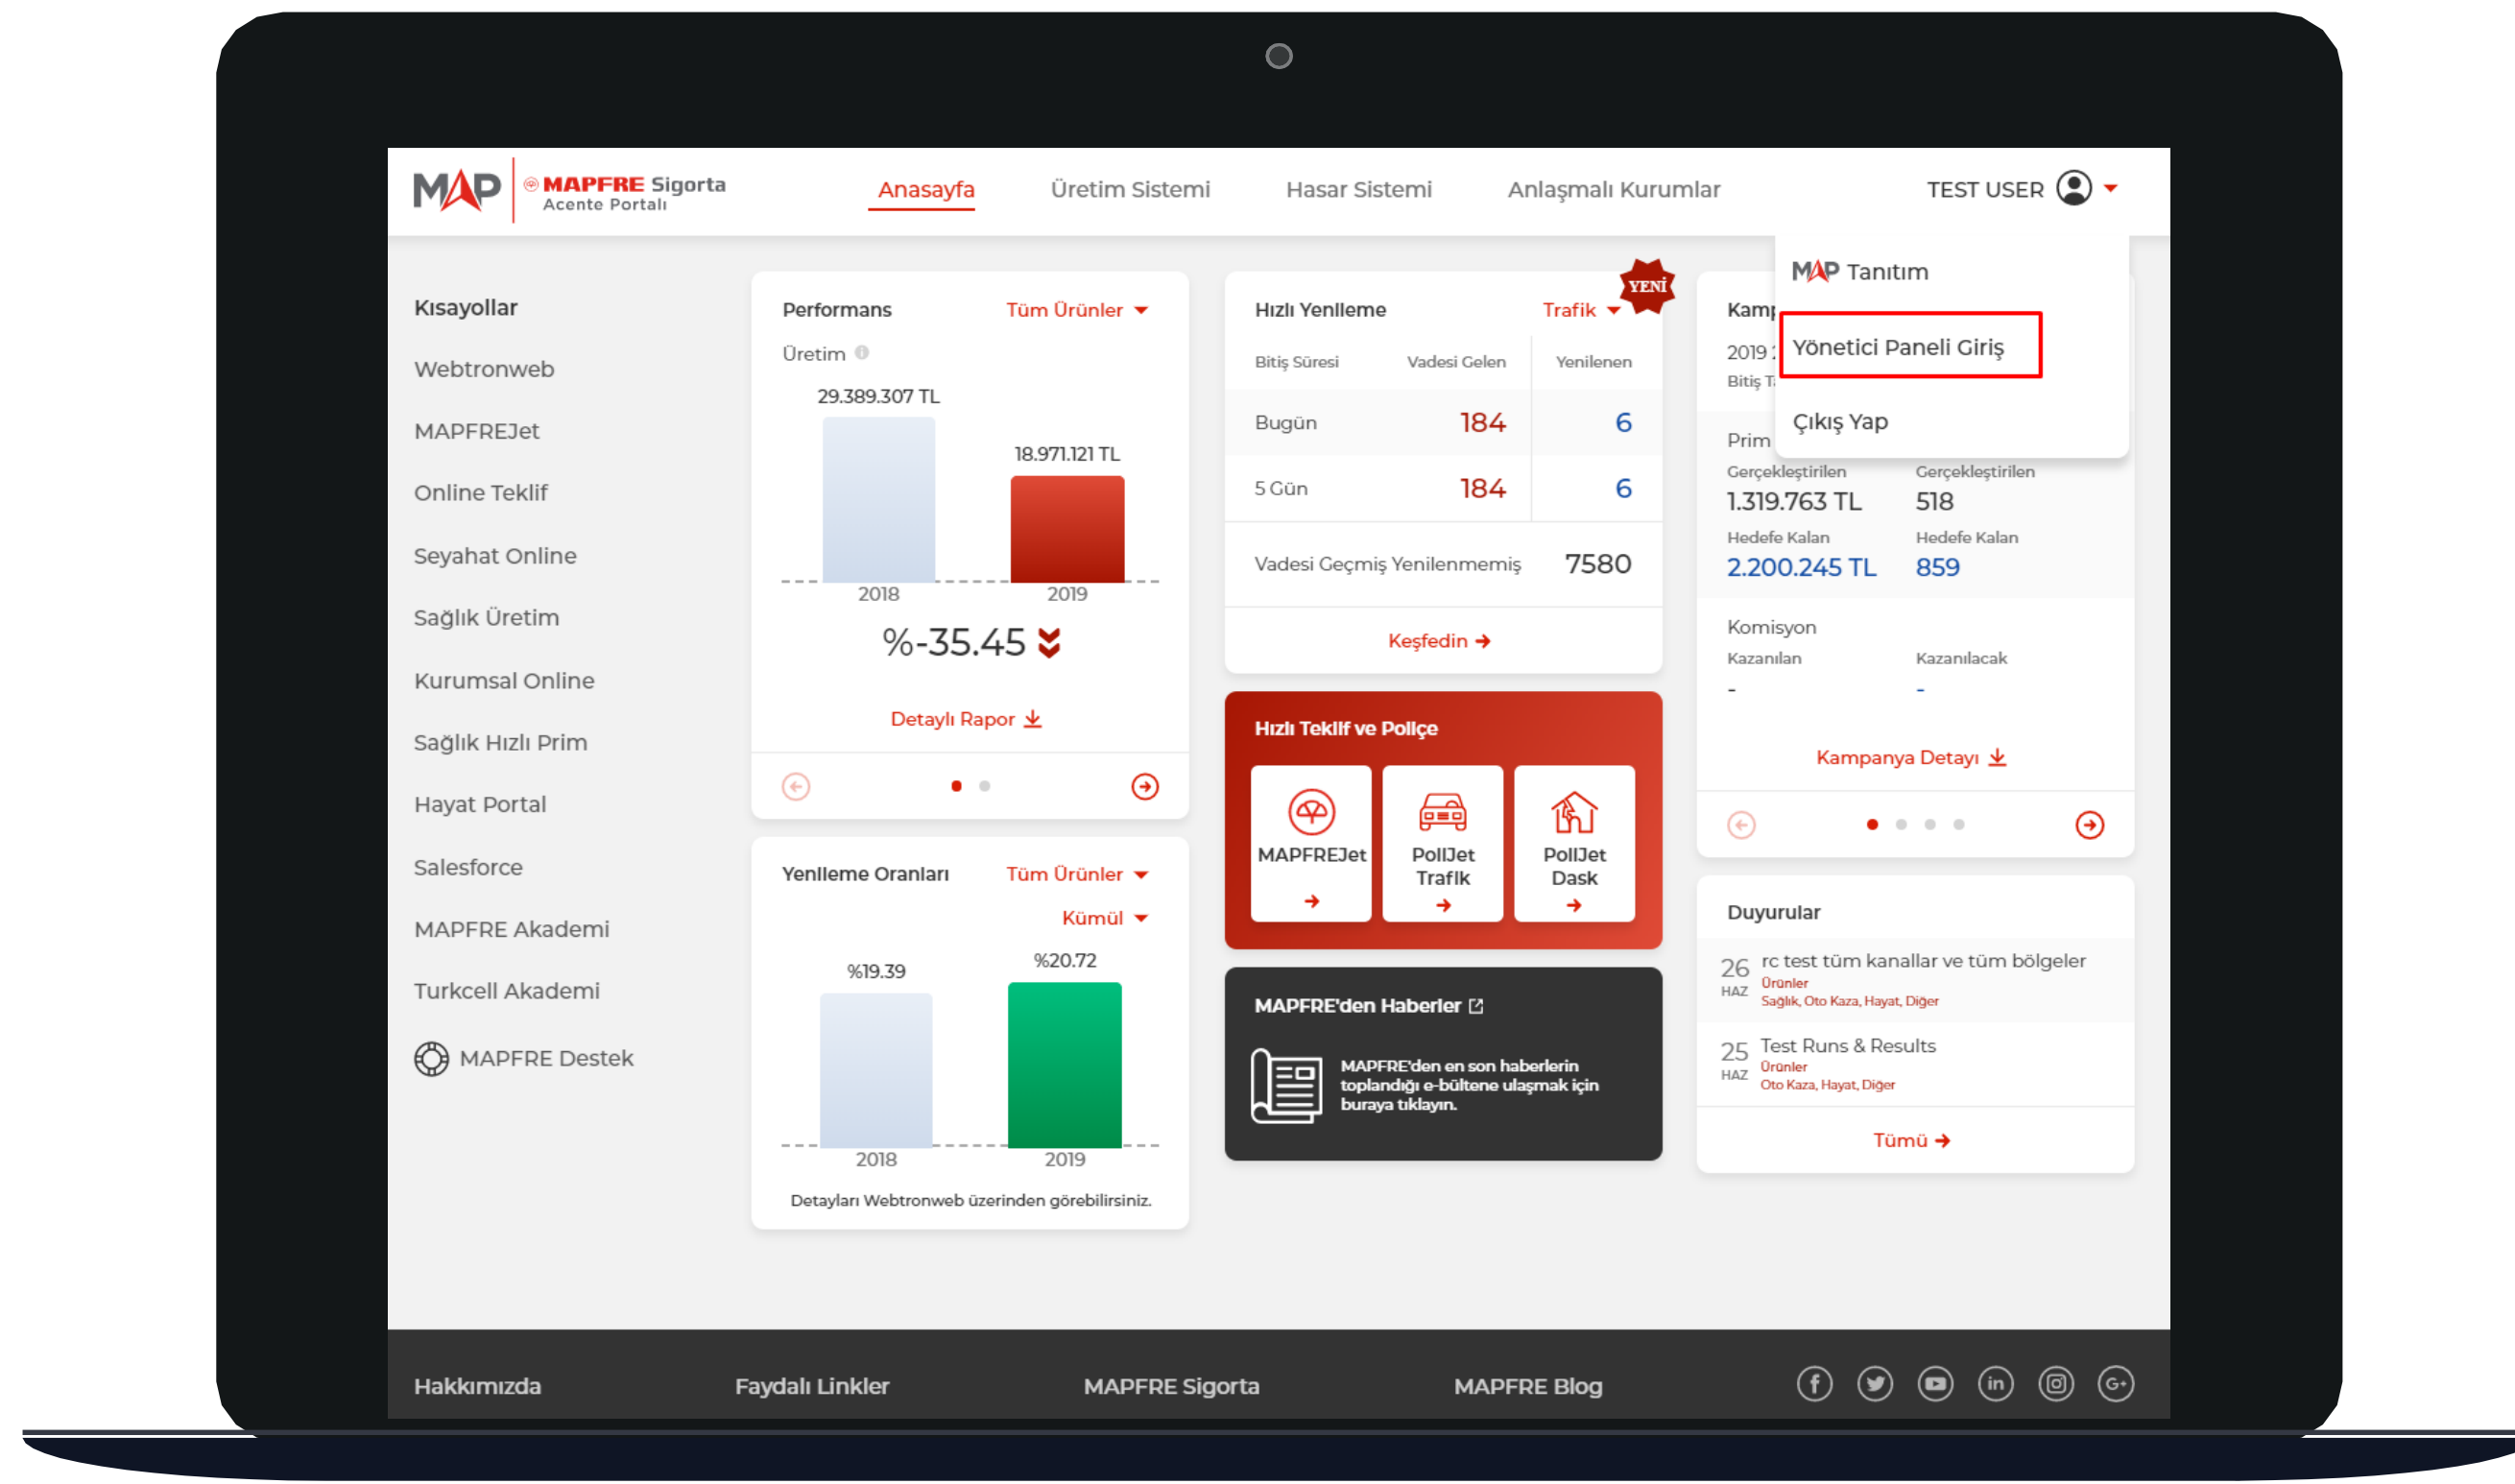 MAP
MAPFRE Sigorta
Acente Portalı
Anasayfa
Üretim Sistemi
Hasar Sistemi
Anlaşmalı Kurumlar
TEST USER
MAP Tanıtım
Yönetici Paneli Giriş
Çıkış Yap
Kısayollar
Webtronweb
MAPFREJet
Online Teklif
Seyahat Online
Sağlık Üretim
Kurumsal Online
Sağlık Hızlı Prim
Hayat Portal
Salesforce
MAPFRE Akademi
Turkcell Akademi
MAPFRE Destek
Performans Tüm Ürünler
Üretim
29.389.307 TL
18.971.121 TL
2018 2019
%-35.45
Detaylı Rapor
Yenileme Oranları Tüm Ürünler
Kümül
%19.39 %20.72
2018 2019
Detayları Webtronweb üzerinden görebilirsiniz.
YENİ
Hızlı Yenileme Trafik
Bitiş Süresi Vadesi Gelen Yenilenen
Bugün 184 6
5 Gün 184 6
Vadesi Geçmiş Yenilenmemiş 7580
Keşfedin
Hızlı Teklif ve Poliçe
MAPFREJet
PoliJet
Trafik
PoliJet
Dask
MAPFRE'den Haberler
MAPFRE'den en son haberlerin
toplandığı e-bültene ulaşmak için
buraya tıklayın.
2019
Bitiş
Prim
Gerçekleştirilen Gerçekleştirilen
1.319.763 TL 518
Hedefe Kalan Hedefe Kalan
2.200.245 TL 859
Komisyon
Kazanılan Kazanılacak
- -
Kampanya Detayı
Duyurular
26 HAZ
rc test tüm kanallar ve tüm bölgeler
Ürünler
Sağlık, Oto Kaza, Hayat, Diğer
25 HAZ
Test Runs & Results
Ürünler
Oto Kaza, Hayat, Diğer
Tümü
Hakkımızda
Faydalı Linkler
MAPFRE Sigorta
MAPFRE Blog